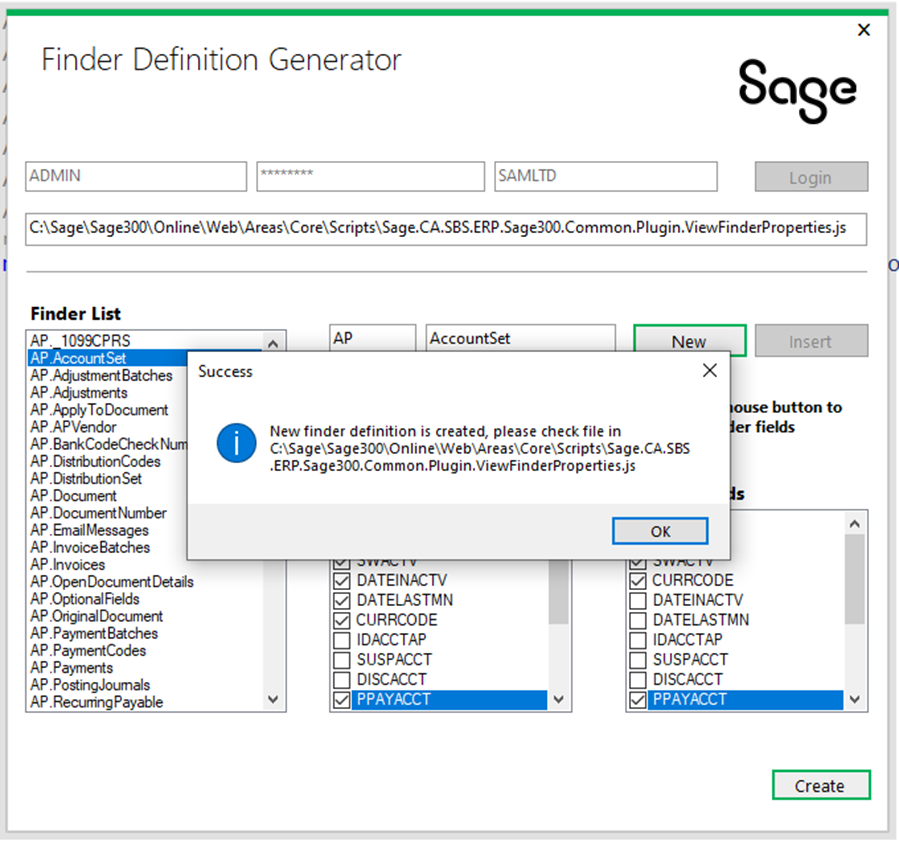 Finder Definition Generator
Sage
ADMIN
********
SAMLTD
Login
C:\Sage\Sage300\Online\Web\Areas\Core\Scripts\Sage.CA.SBS.ERP.Sage300.Common.Plugin.ViewFinderProperties.js
Finder List
AP._1099CPRS
AP.AccountSet
AP.AdjustmentBatches
AP.Adjustments
AP.ApplyToDocument
AP.APVendor
AP.BankCodeCheckNum
AP.DistributionCodes
AP.DistributionSet
AP.Document
AP.DocumentNumber
AP.EmailMessages
AP.InvoiceBatches
AP.Invoices
AP.OpenDocumentDetails
AP.OptionalFields
AP.OriginalDocument
AP.PaymentBatches
AP.PaymentCodes
AP.Payments
AP.PostingJournals
AP.RecurringPayable
AP
AccountSet
New
Insert
mouse button to
der fields
ds
Success
New finder definition is created, please check file in
C:\Sage\Sage300\Online\Web\Areas\Core\Scripts\Sage.CA.SBS
.ERP.Sage300.Common.Plugin.ViewFinderProperties.js
OK
SWACTV
DATEINACTV
DATELASTMN
CURRCODE
IDACCTAP
SUSPACCT
DISCACCT
PPAYACCT
SWACTV
CURRCODE
DATEINACTV
DATELASTMN
IDACCTAP
SUSPACCT
DISCACCT
PPAYACCT
Create